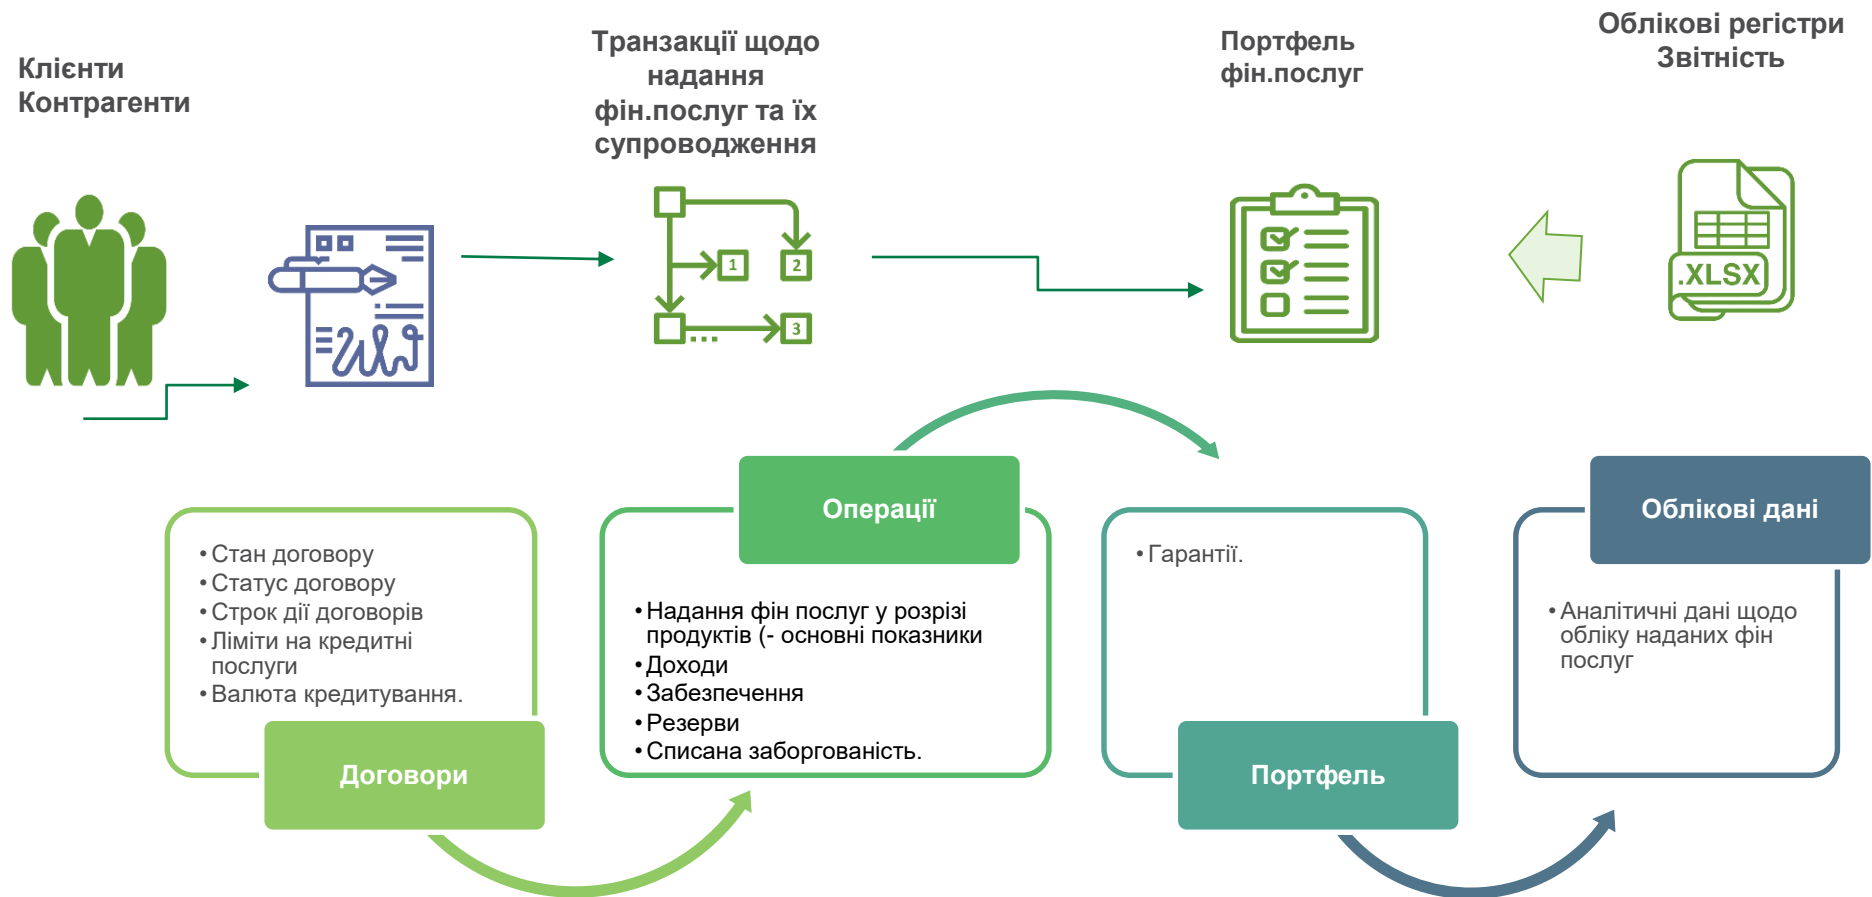 Клієнти
Контрагенти
Транзакції щодо
надання
фін.послуг та їх
супроводження
Портфель
фін.послуг
Облікові регістри
Звітність
1
2
3
.XLSX
• Стан договору
• Статус договору
• Строк дії договорів
• Ліміти на кредитні
послуги
• Валюта кредитування.
Договори
Операції
• Надання фін послуг у розрізі
продуктів (- основні показники
• Доходи
• Забезпечення
• Резерви
• Списана заборгованість.
• Гарантії.
Портфель
Облікові дані
• Аналітичні дані щодо
обліку наданих фін
послуг